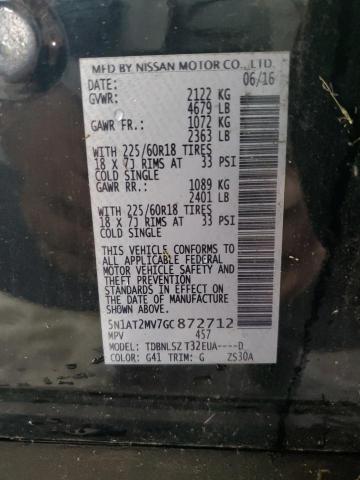 MFD BY NISSAN MOTOR CO., LTD.
DATE: 06/16
GVWR: 2122 KG
4679 LB
GAWR FR.: 1072 KG
2363 LB
WITH 225/60R18 TIRES
18 X 7J RIMS AT 33 PSI
COLD SINGLE
GAWR RR.: 1089 KG
2401 LB
WITH 225/60R18 TIRES
18 X 7J RIMS AT 33 PSI
COLD SINGLE
THIS VEHICLE CONFORMS TO
ALL APPLICABLE FEDERAL
MOTOR VEHICLE SAFETY
AND THEFT PREVENTION
STANDARDS IN EFFECT
ON THE DATE OF
MANUFACTURE SHOWN ABOVE.
5N1AT2MV7GC872712
MPV 457
MODEL: TDBNLSZ T32EUA----D
COLOR: G41 TRIM: G ZS30A